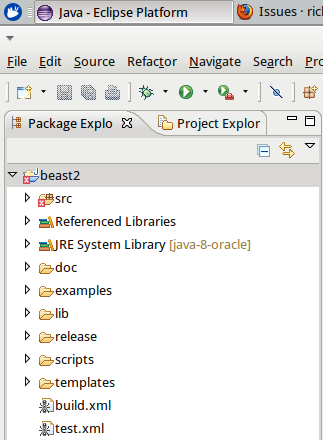 Java - Eclipse Platform
Issues · ric
File Edit Source Refactor Navigate Search Pro
Package Explo
Project Explor
beast2
src
Referenced Libraries
JRE System Library [java-8-oracle]
doc
examples
lib
release
scripts
templates
build.xml
test.xml